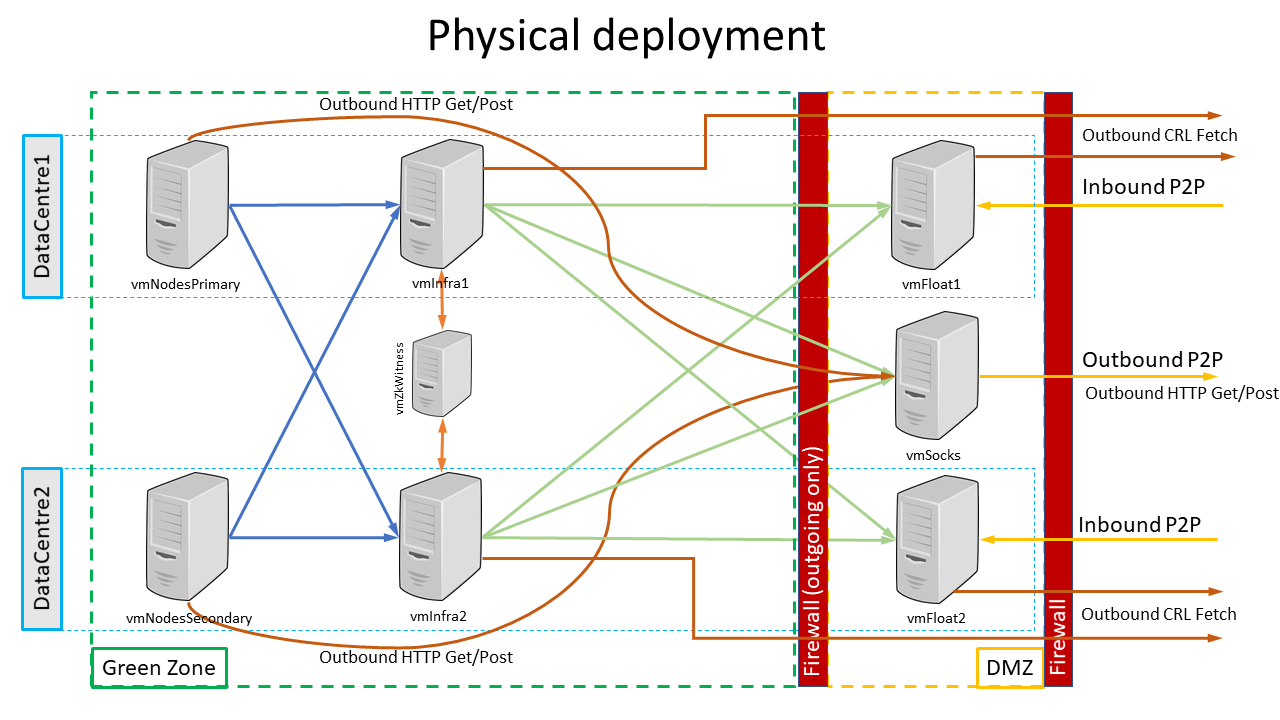 Physical deployment
Outbound HTTP Get/Post
Outbound CRL Fetch
DataCentre1
Inbound P2P
vmNodesPrimary
vmInfra1
vmFloat1
vmZkWitness
Outbound P2P
Outbound HTTP Get/Post
vmSocks
DataCentre2
Firewall (outgoing only)
Inbound P2P
vmNodesSecondary
vmInfra2
vmFloat2
Outbound CRL Fetch
Firewall
Outbound HTTP Get/Post
Green Zone
DMZ